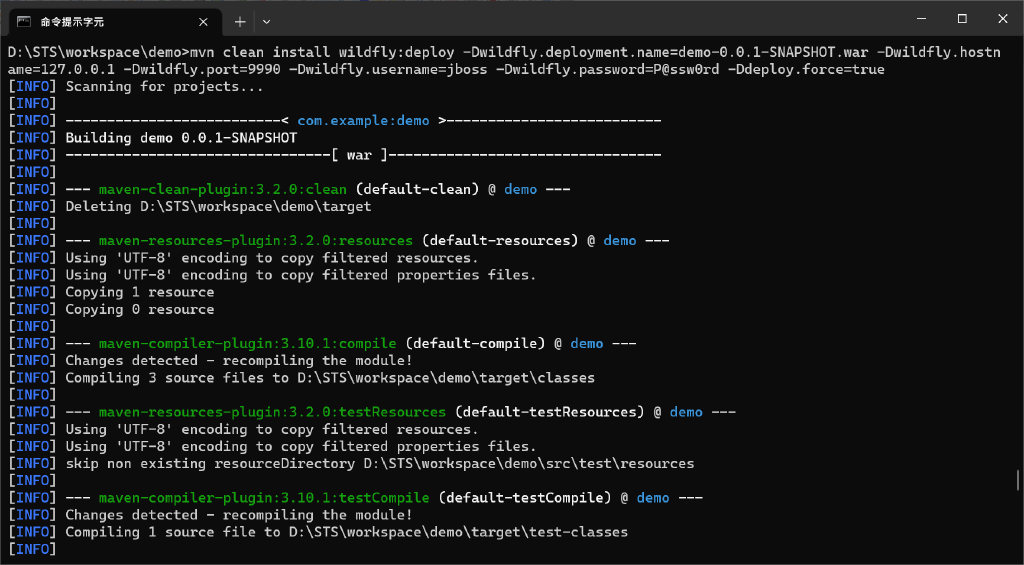 命令提示字元
D:\STS\workspace\demo>mvn clean install wildfly:deploy -Dwildfly.deployment.name=demo-0.0.1-SNAPSHOT.war -Dwildfly.hostn
ame=127.0.0.1 -Dwildfly.port=9990 -Dwildfly.username=jboss -Dwildfly.password=P@ssw0rd -Ddeploy.force=true
[INFO] Scanning for projects...
[INFO]
[INFO] --------------------------< com.example:demo >--------------------------
[INFO] Building demo 0.0.1-SNAPSHOT
[INFO] --------------------------------[ war ]---------------------------------
[INFO]
[INFO] --- maven-clean-plugin:3.2.0:clean (default-clean) @ demo ---
[INFO] Deleting D:\STS\workspace\demo\target
[INFO]
[INFO] --- maven-resources-plugin:3.2.0:resources (default-resources) @ demo ---
[INFO] Using 'UTF-8' encoding to copy filtered resources.
[INFO] Using 'UTF-8' encoding to copy filtered properties files.
[INFO] Copying 1 resource
[INFO] Copying 0 resource
[INFO]
[INFO] --- maven-compiler-plugin:3.10.1:compile (default-compile) @ demo ---
[INFO] Changes detected - recompiling the module!
[INFO] Compiling 3 source files to D:\STS\workspace\demo\target\classes
[INFO]
[INFO] --- maven-resources-plugin:3.2.0:testResources (default-testResources) @ demo ---
[INFO] Using 'UTF-8' encoding to copy filtered resources.
[INFO] Using 'UTF-8' encoding to copy filtered properties files.
[INFO] skip non existing resourceDirectory D:\STS\workspace\demo\src\test\resources
[INFO]
[INFO] --- maven-compiler-plugin:3.10.1:testCompile (default-testCompile) @ demo ---
[INFO] Changes detected - recompiling the module!
[INFO] Compiling 1 source file to D:\STS\workspace\demo\target\test-classes
[INFO]